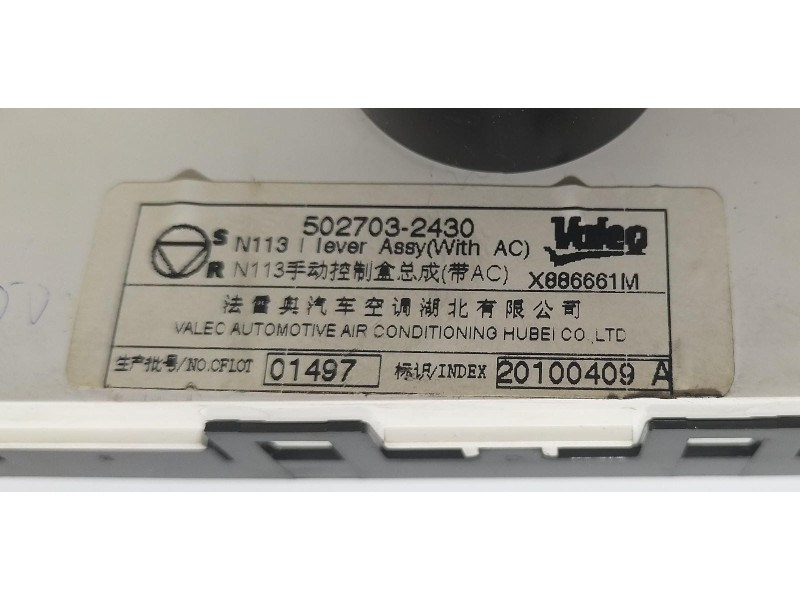 502703-2430
S N113 I lever Assy(With AC) Valeo
R N113手动控制盒总成(带AC) X886661M
法雷奥汽车空调湖北有限公司
VALEC AUTOMOTIVE AIR CONDITIONING HUBEI CO.,LTD
生产批号/NO.OFLOT 01497 标识/INDEX 20100409 A